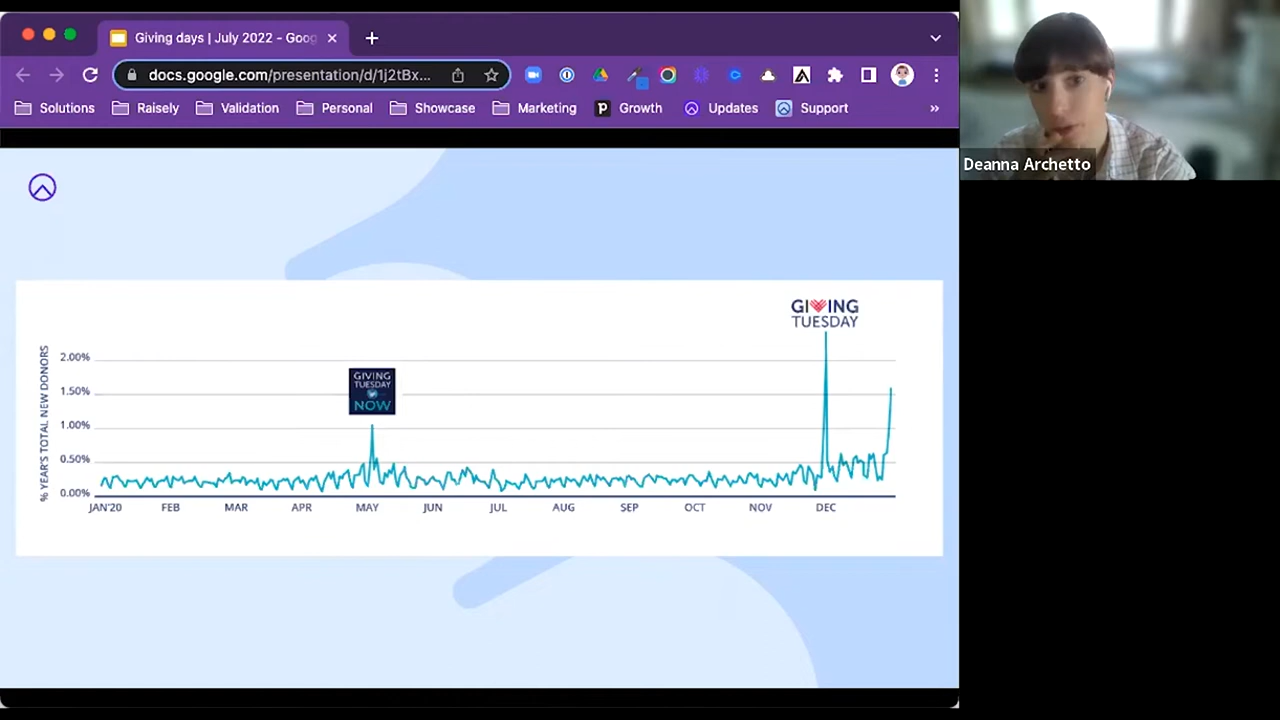 Giving days | July 2022 - Goog
docs.google.com/presentation/d/1j2tBx...
Solutions
Raisely
Validation
Personal
Showcase
Marketing
Growth
Updates
Support
Deanna Archetto
GIVING
TUESDAY
GIVING
TUESDAY
NOW
% YEAR'S TOTAL NEW DONORS
2.00%
1.50%
1.00%
0.50%
0.00%
JAN'20 FEB MAR APR MAY JUN JUL AUG SEP OCT NOV DEC